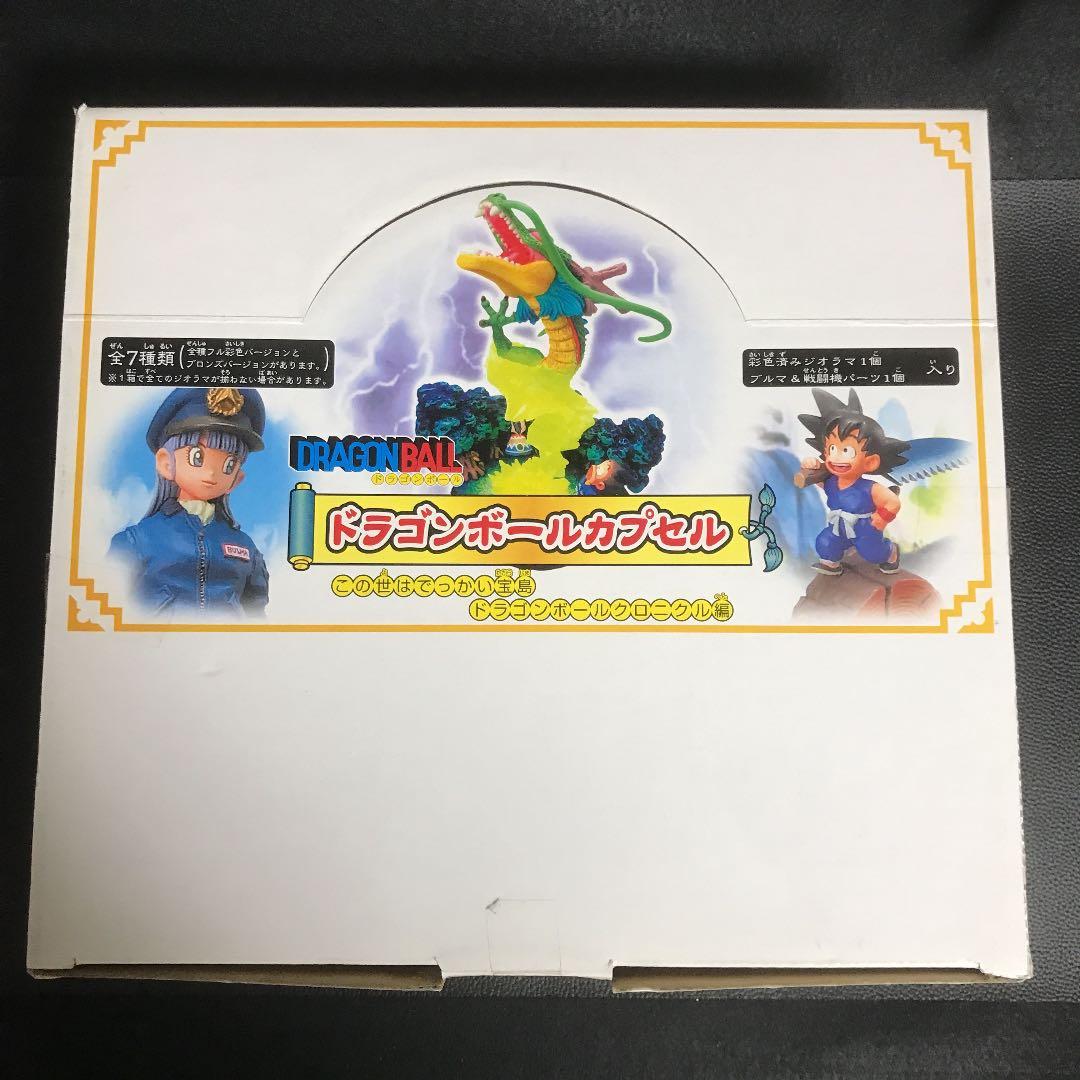 全7種類(全種フル彩色バージョンと
ブロンズバージョンがあります。)
※1箱で全てのジオラマが揃わない場合があります。
彩色済みジオラマ1個
ブルマ&戦闘機パーツ1個 入り
BULMA
DRAGON BALL
ドラゴンボール
ドラゴンボールカプセル
この世はでっかい宝島
ドラゴンボールクロニクル編